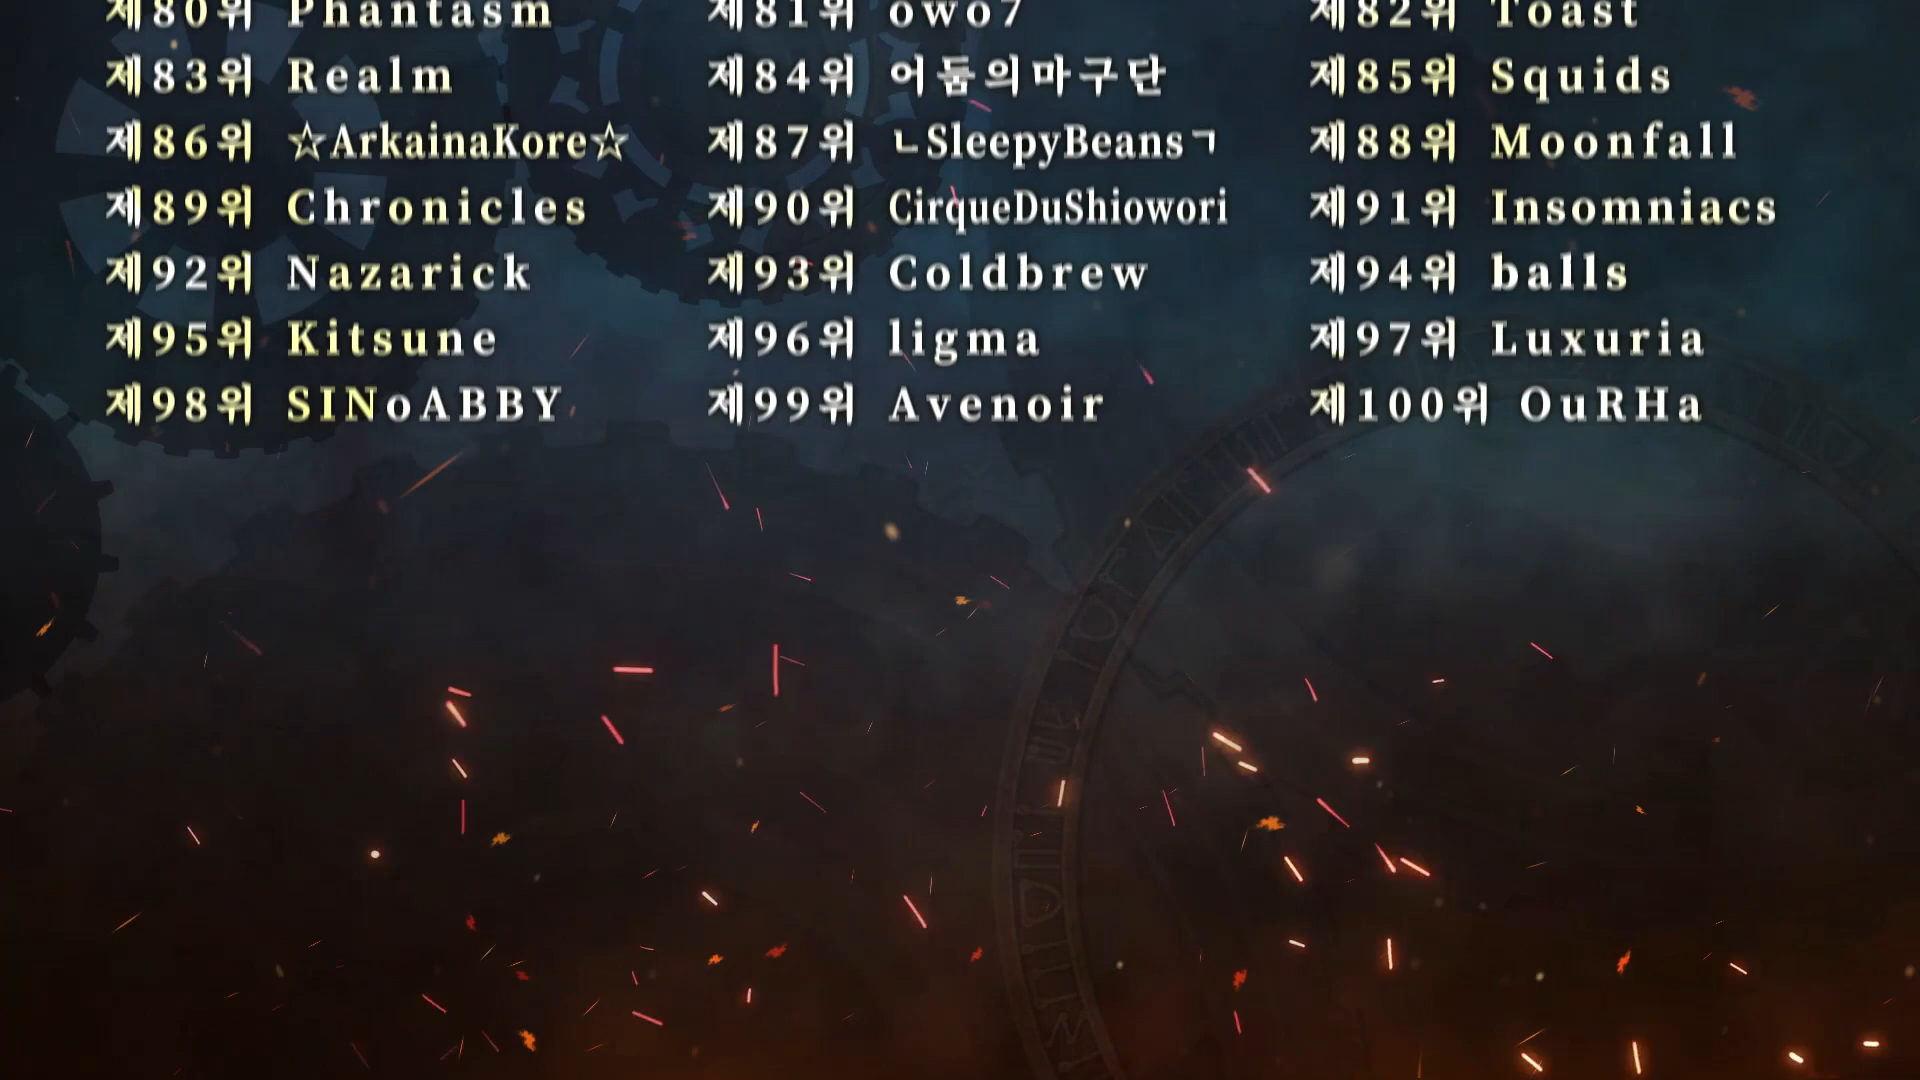 제80위 Phantasm 제81위 owo7 제82위 Toast
제83위 Realm 제84위 어둠의마구단 제85위 Squids
제86위 ☆ArkainaKore☆ 제87위 ㄴSleepyBeansㄱ 제88위 Moonfall
제89위 Chronicles 제90위 CirqueDuShiowori 제91위 Insomniacs
제92위 Nazarick 제93위 Coldbrew 제94위 balls
제95위 Kitsune 제96위 ligma 제97위 Luxuria
제98위 SINoABBY 제99위 Avenoir 제100위 OuRHa